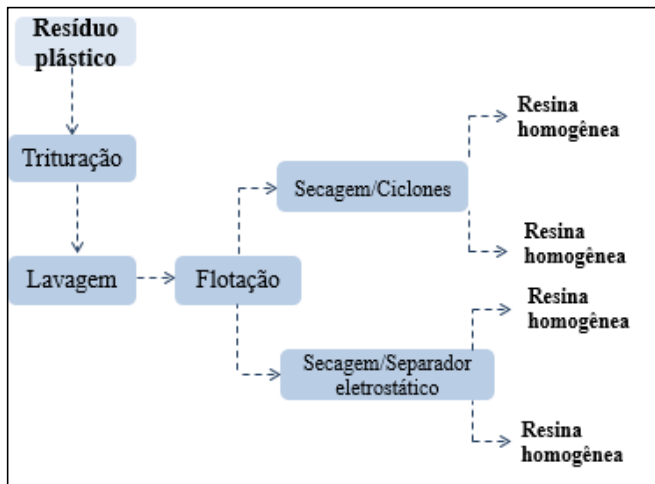 Resíduo
plástico
Trituração
Lavagem
Flotação
Secagem/Ciclones
Resina
homogênea
Resina
homogênea
Secagem/Separador
eletrostático
Resina
homogênea
Resina
homogênea